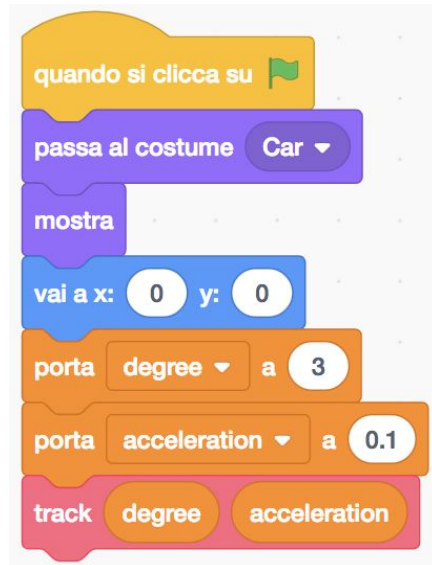 quando si clicca su
passa al costume Car
mostra
vai a x: 0 y: 0
porta degree a 3
porta acceleration a 0.1
track degree acceleration